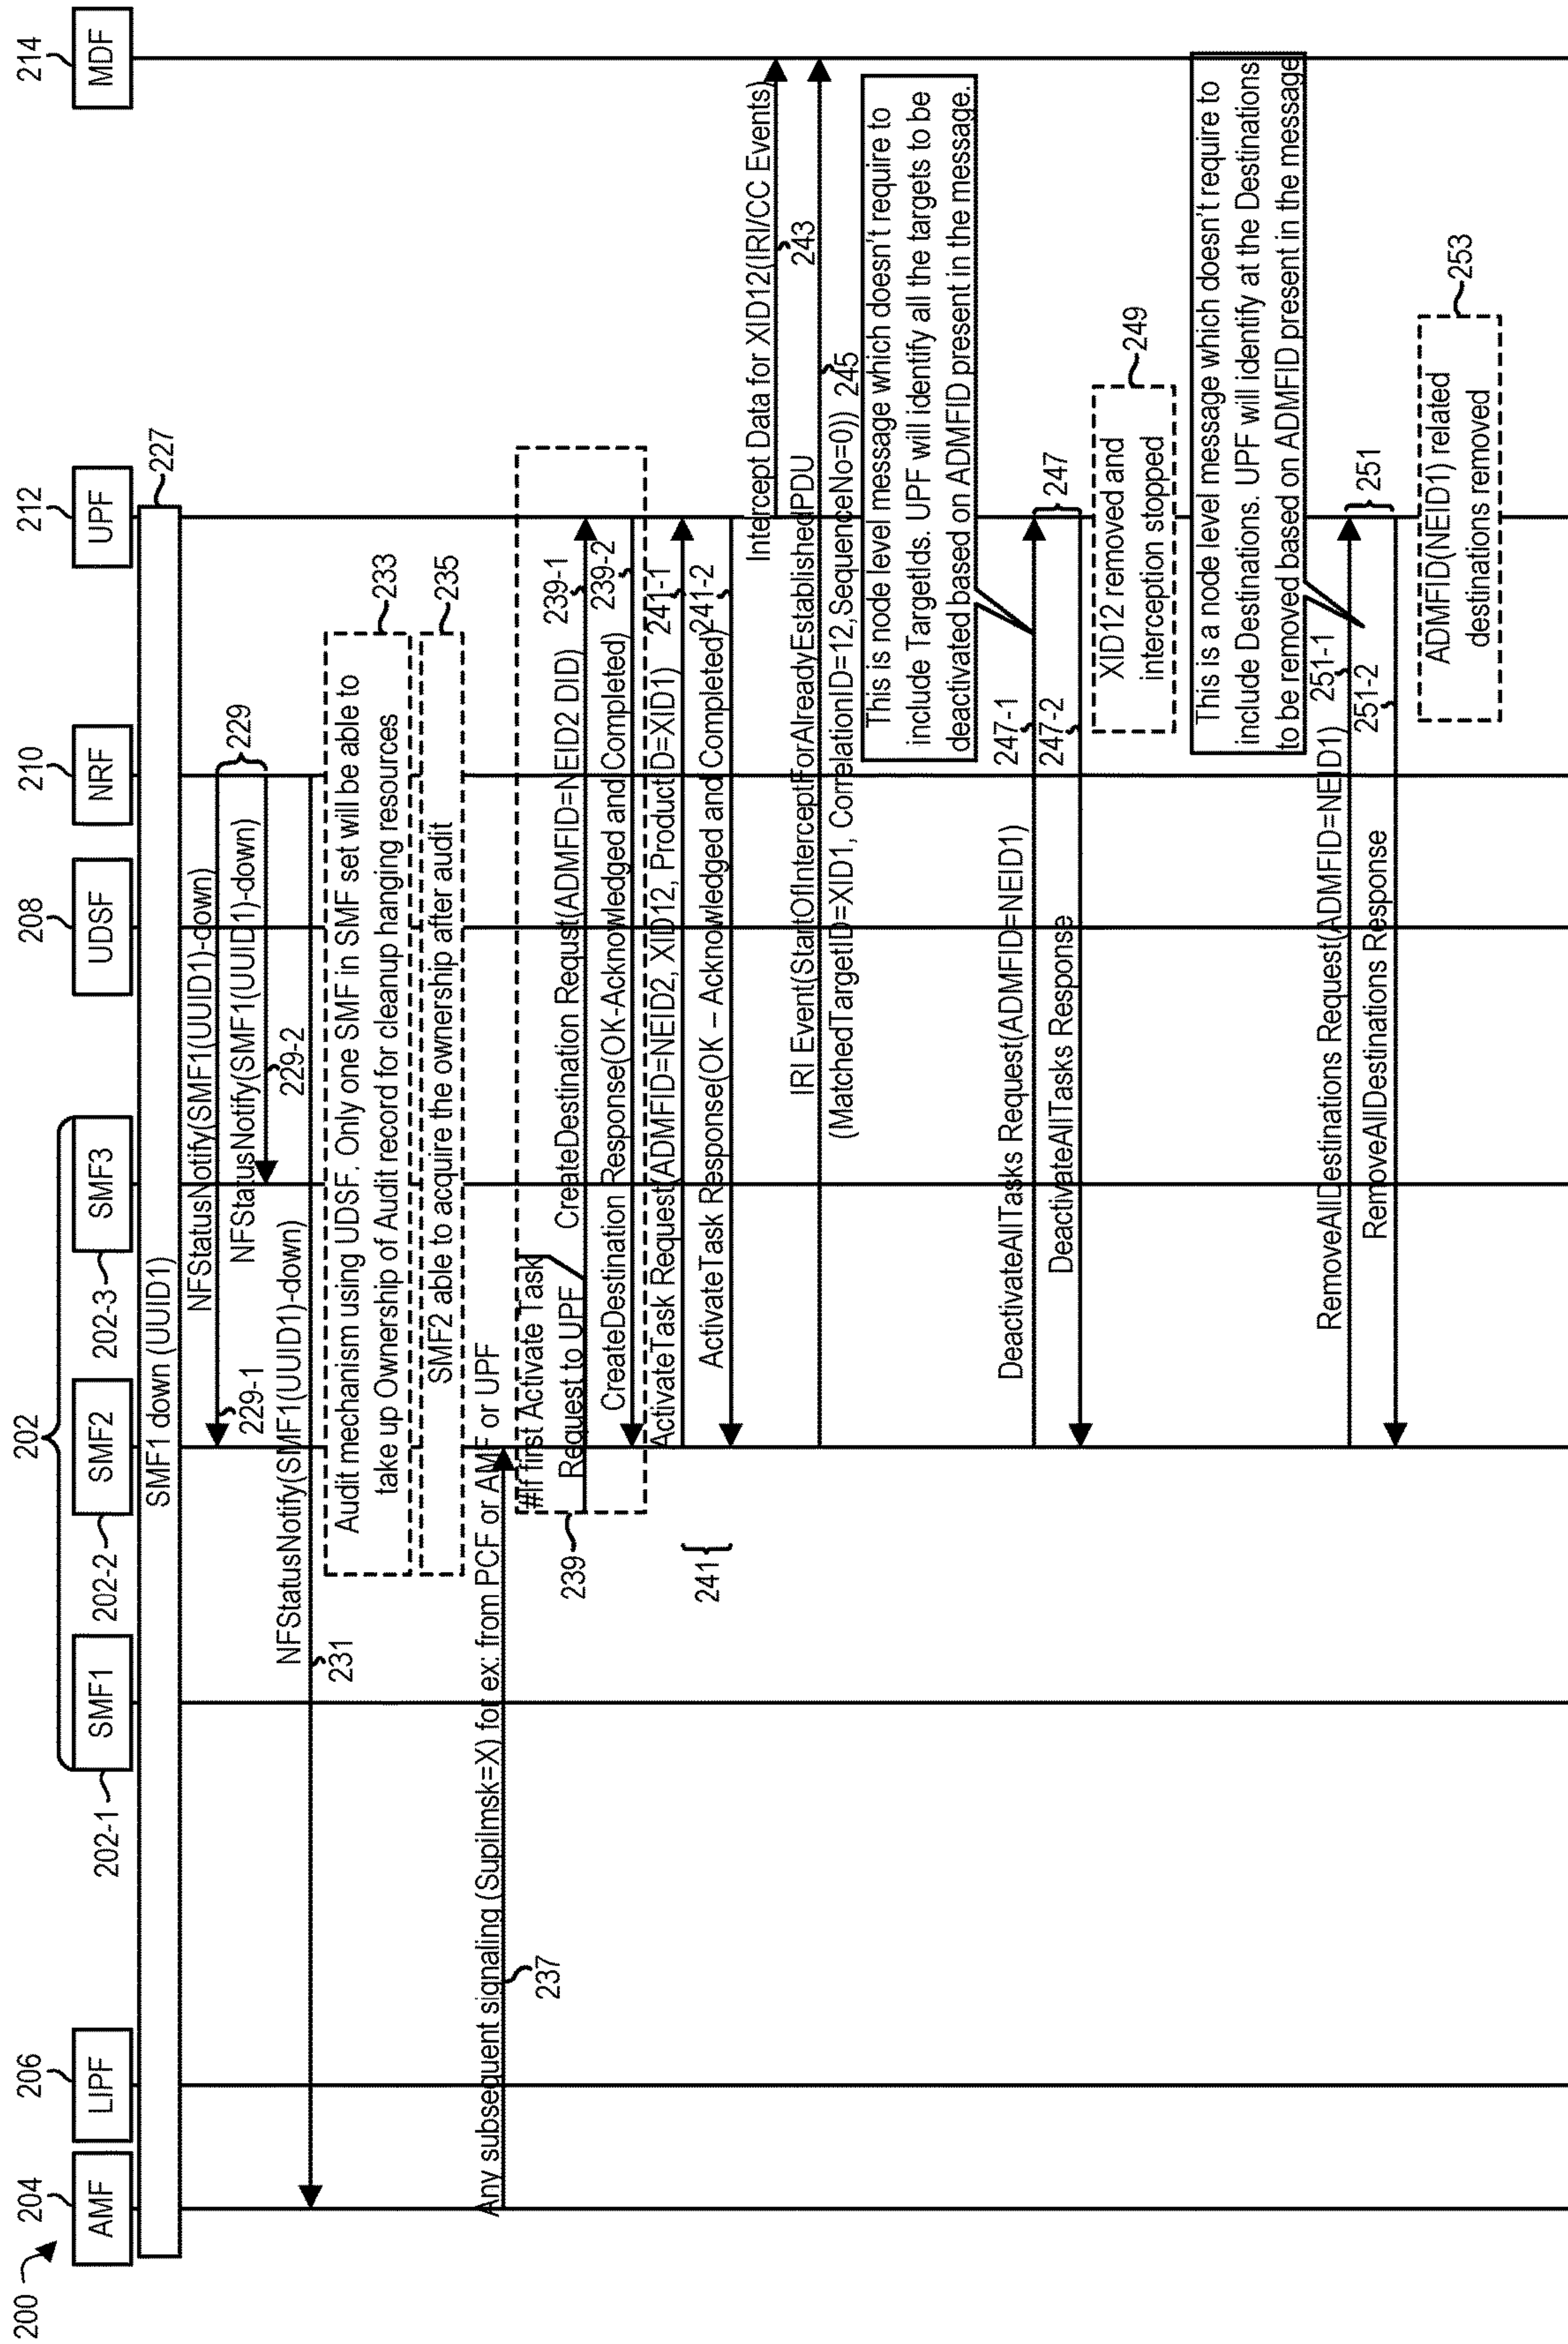 200
204
206
202-1
202
202-2
202-3
208
210
212
214
AMF
LIPF
SMF1
SMF2
SMF3
UDSF
NRF
UPF
MDF
SMF1 down (UUID1)
227
NFStatusNotify(SMF1(UUID1)-down)
229-1
229
NFStatusNotify(SMF1(UUID1)-down)
229-2
NFStatusNotify(SMF1(UUID1)-down)
231
Audit mechanism using UDSF. Only one SMF in SMF set will be able to
take up Ownership of Audit record for cleanup hanging resources
233
SMF2 able to acquire the ownership after audit
235
Any subsequent signaling (SupiImsk=X) for ex: from PCF or AMF or UPF
237
#If first Activate Task
Request to UPF
239
CreateDestination Requst(ADMFID=NEID2 DID)
239-1
CreateDestination Response(OK-Acknowledged and Completed)
239-2
ActivateTask Request(ADMFID=NEID2, XID12, ProductID=XID1)
241-1
ActivateTask Response(OK – Acknowledged and Completed)
241-2
241
Intercept Data for XID12(IRI/CC Events)
243
IRI Event(StartOfInterceptForAlreadyEstablishedPDU
(MatchedTargetID=XID1, CorrelationID=12,SequenceNo=0))
245
This is node level message which doesn't require to
include TargetIds. UPF will identify all the targets to be
deactivated based on ADMFID present in the message.
DeactivateAllTasks Request(ADMFID=NEID1)
247-1
DeactivateAllTasks Response
247-2
247
XID12 removed and
interception stopped
249
This is a node level message which doesn't require to
include Destinations. UPF will identify at the Destinations
to be removed based on ADMFID present in the message
RemoveAllDestinations Request(ADMFID=NEID1)
251-1
RemoveAllDestinations Response
251-2
251
ADMFID(NEID1) related
destinations removed
253